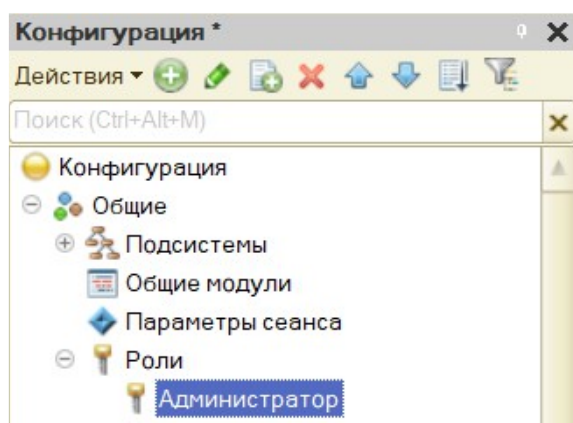 Конфигурация *
Действия
Поиск (Ctrl+Alt+M)
Конфигурация
Общие
Подсистемы
Общие модули
Параметры сеанса
Роли
Администратор